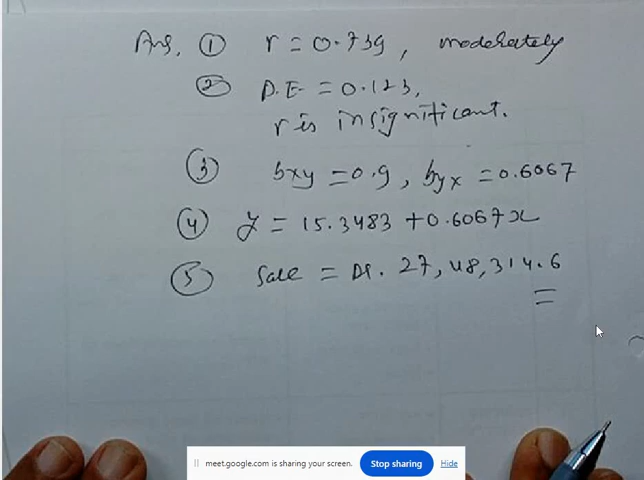 Ans. ① r = 0.739, moderately
② P.E = 0.123,
r is insignificant.
③ bxy = 0.9, byx = 0.6067
④ y = 15.3483 + 0.6067x
⑤ Sale = Rs. 27,48,314.6
meet.google.com is sharing your screen. Stop sharing Hide